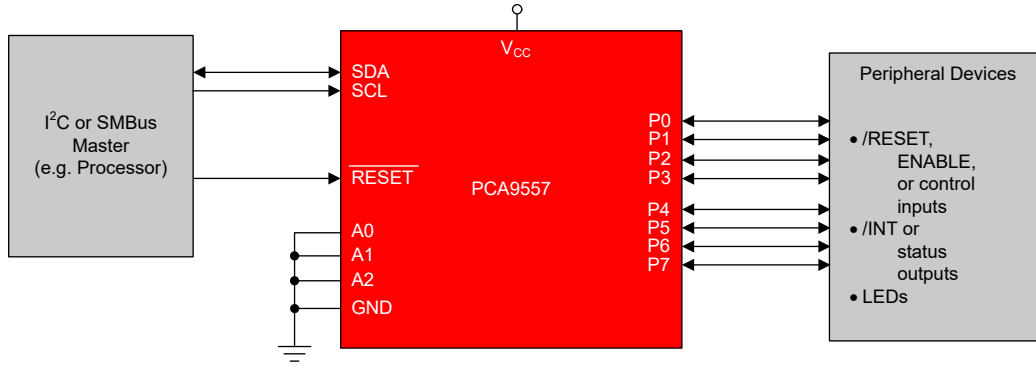 I²C or SMBus
Master
(e.g. Processor)
VCC
SDA
SCL
RESET
A0
A1
A2
GND
PCA9557
P0
P1
P2
P3
P4
P5
P6
P7
Peripheral Devices
• /RESET,
ENABLE,
or control
inputs
• /INT or
status
outputs
• LEDs